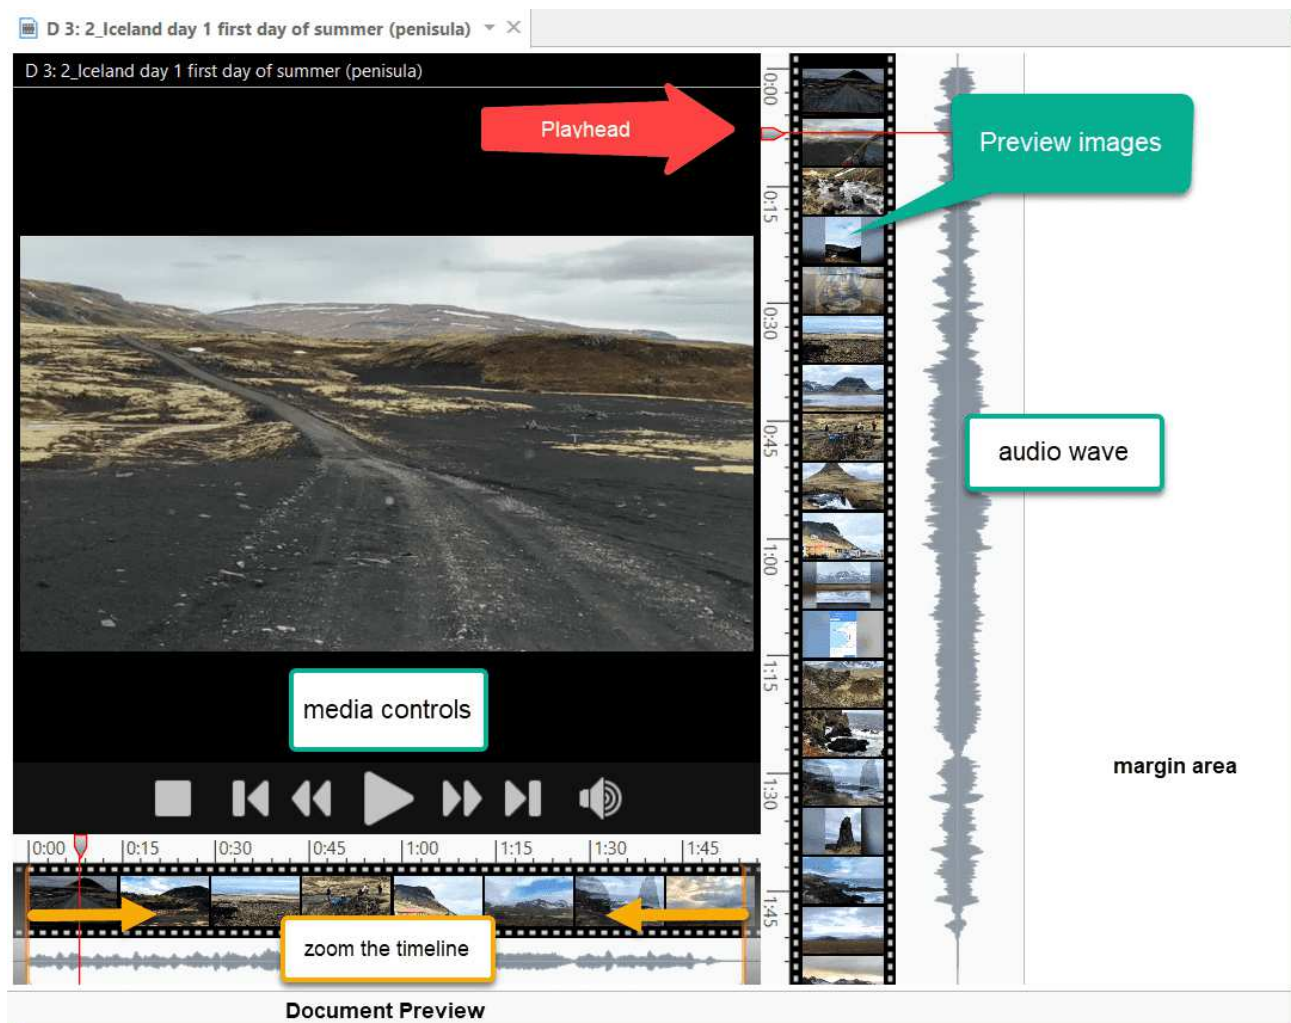 D 3: 2_Iceland day 1 first day of summer (penisula)
D 3: 2_Iceland day 1 first day of summer (penisula)
Playhead
Preview images
0:00
0:15
0:30
0:45
1:00
1:15
1:30
1:45
audio wave
media controls
margin area
0:00 0:15 0:30 0:45 1:00 1:15 1:30 1:45
zoom the timeline
Document Preview